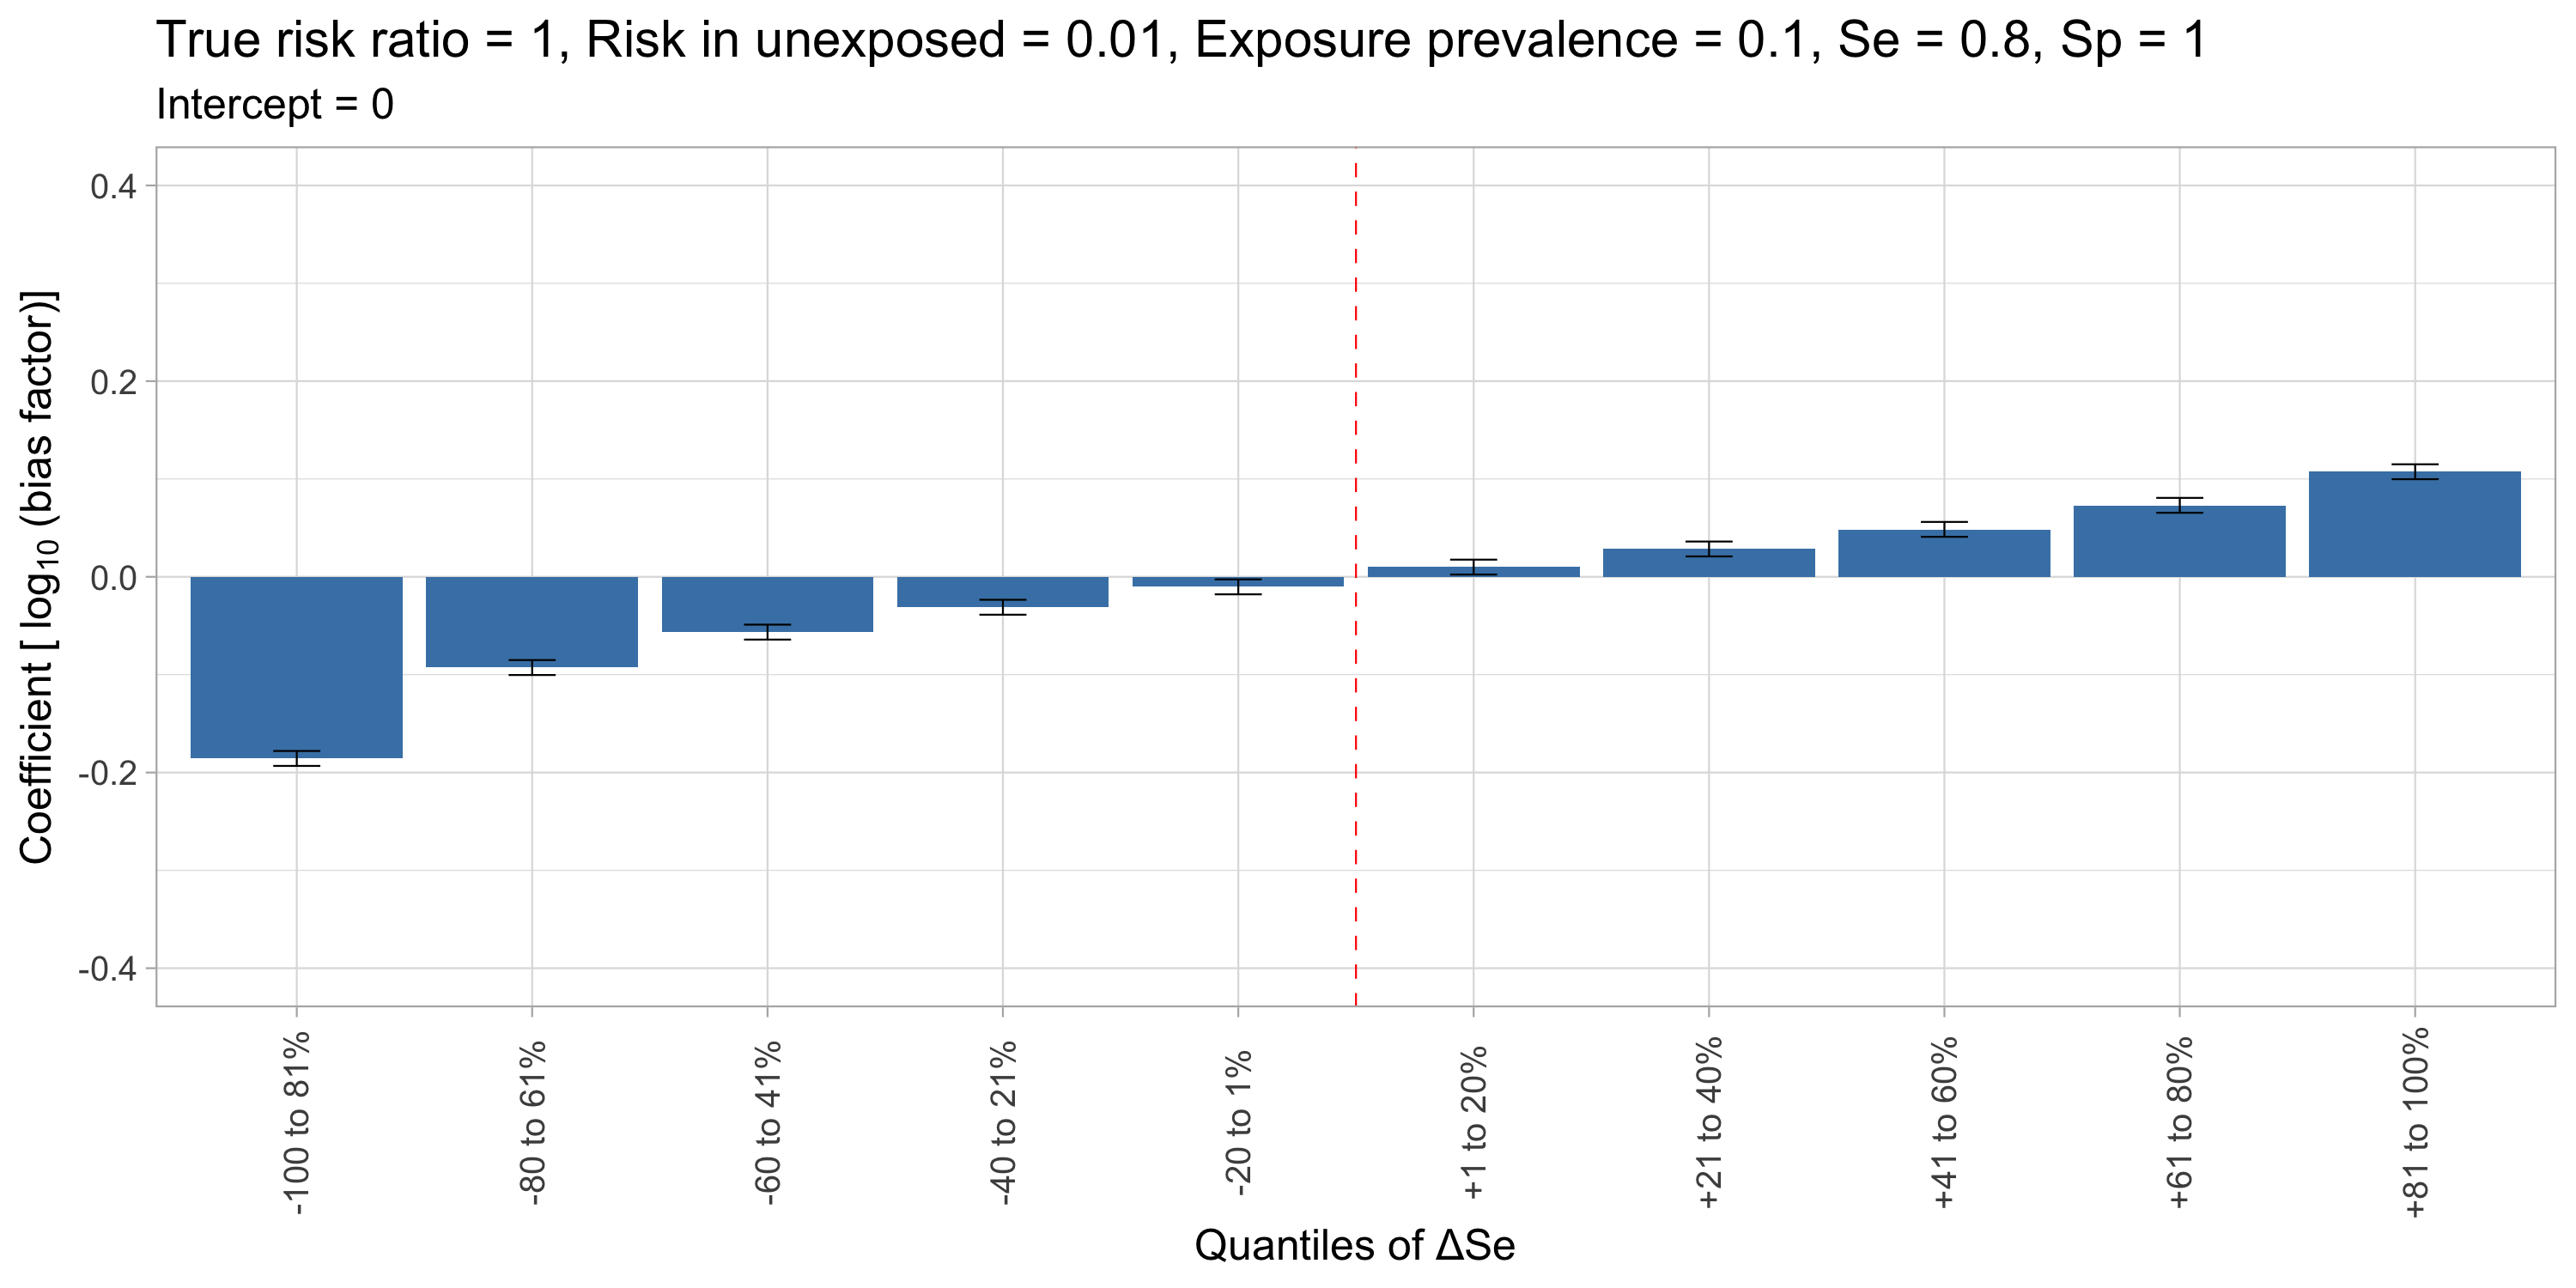 True risk ratio = 1, Risk in unexposed = 0.01, Exposure prevalence = 0.1, Se = 0.8, Sp = 1
Intercept = 0
Coefficient [ log₁₀ (bias factor)]
0.4
0.2
0.0
-0.2
-0.4
-100 to 81%
-80 to 61%
-60 to 41%
-40 to 21%
-20 to 1%
+1 to 20%
+21 to 40%
+41 to 60%
+61 to 80%
+81 to 100%
Quantiles of ΔSe